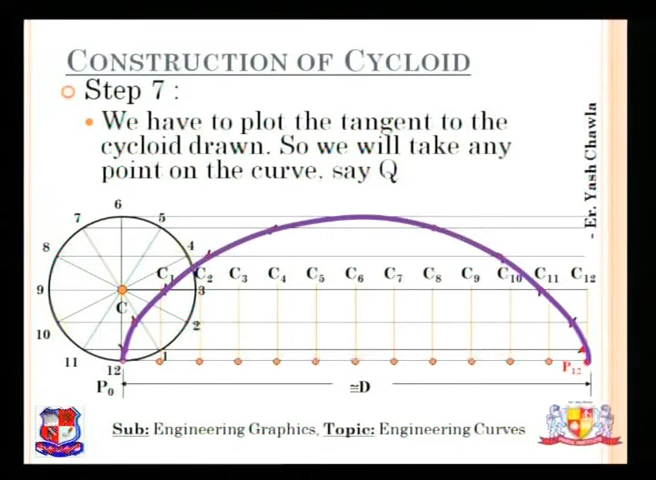 CONSTRUCTION OF CYCLOID
Step 7 :
We have to plot the tangent to the
cycloid drawn. So we will take any
point on the curve. say Q
- Er. Yash Chawla
6
7
5
8
4
9
C
3
10
2
11
12
1
C1 C2 C3 C4 C5 C6 C7 C8 C9 C10 C11 C12
P0
≅D
P12
Sub: Engineering Graphics, Topic: Engineering Curves